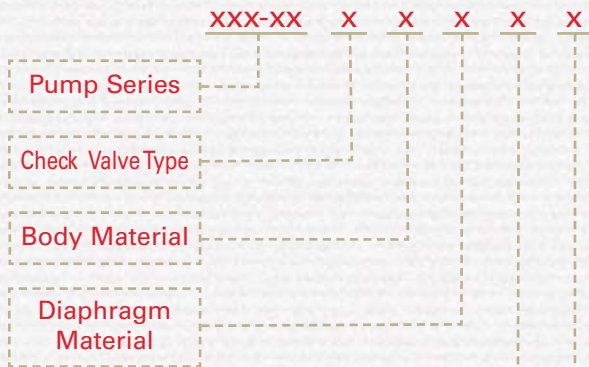 xxx-xx x x x x x
Pump Series
Check Valve Type
Body Material
Diaphragm
Material